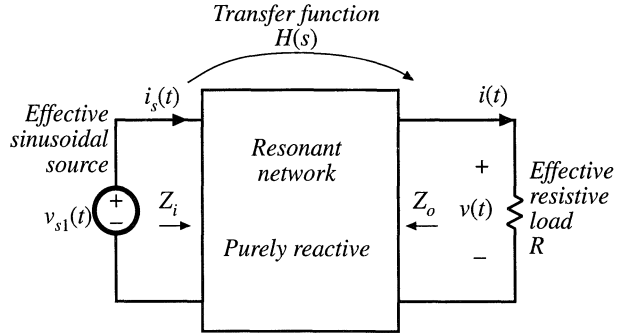 Transfer function
H(s)
i_s(t)
i(t)
Effective
sinusoidal
source
Resonant
network
+
Effective
resistive
load
R
v_s1(t)
+
−
Z_i
Z_o
v(t)
Purely reactive
−